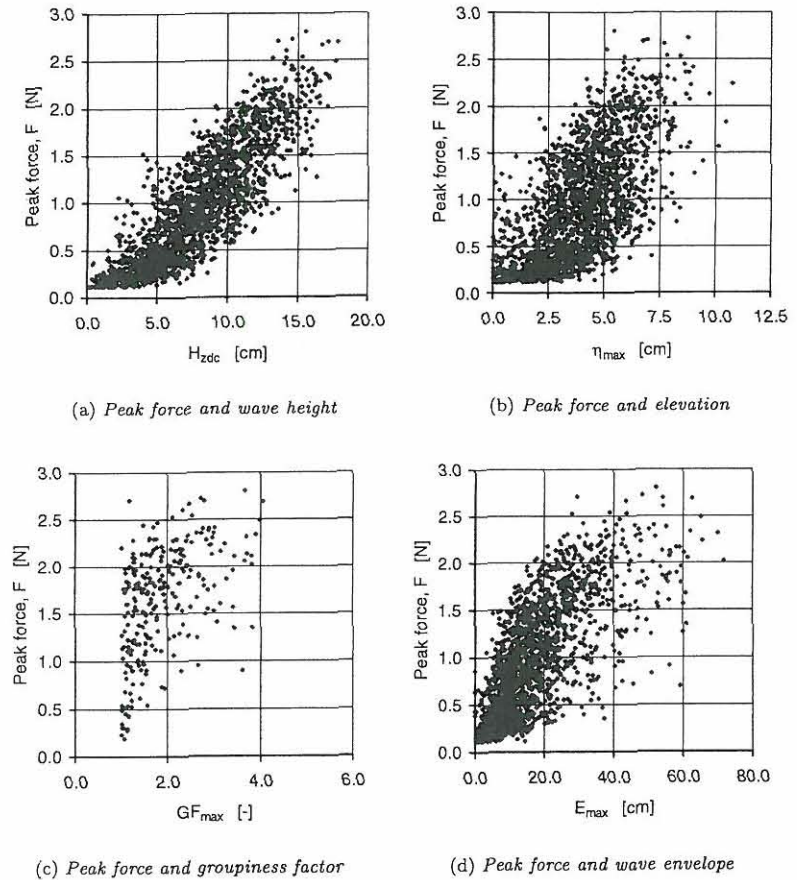 3.0
2.5
2.0
1.5
1.0
0.5
0.0
Peak force, F [N]
0.0 5.0 10.0 15.0 20.0
H_zdc [cm]
(a) Peak force and wave height
3.0
2.5
2.0
1.5
1.0
0.5
0.0
Peak force, F [N]
0.0 2.5 5.0 7.5 10.0 12.5
η_max [cm]
(b) Peak force and elevation
3.0
2.5
2.0
1.5
1.0
0.5
0.0
Peak force, F [N]
0.0 2.0 4.0 6.0
GF_max [-]
(c) Peak force and groupiness factor
3.0
2.5
2.0
1.5
1.0
0.5
0.0
Peak force, F [N]
0.0 20.0 40.0 60.0 80.0
E_max [cm]
(d) Peak force and wave envelope